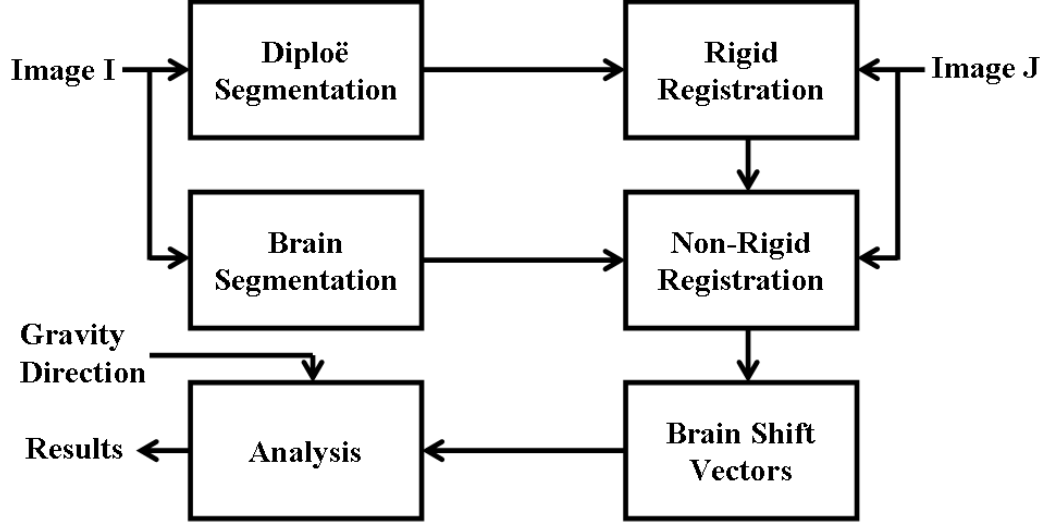 Image I
Diploë
Segmentation
Rigid
Registration
Image J
Brain
Segmentation
Non-Rigid
Registration
Gravity
Direction
Results
Analysis
Brain Shift
Vectors